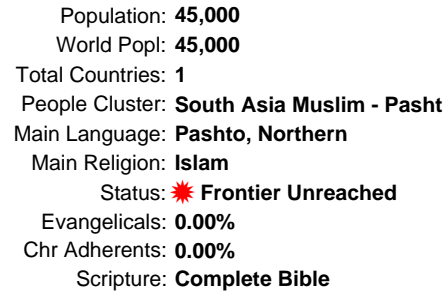 Population: 45,000
World Popl: 45,000
Total Countries: 1
People Cluster: South Asia Muslim - Pasht
Main Language: Pashto, Northern
Main Religion: Islam
Status: Frontier Unreached
Evangelicals: 0.00%
Chr Adherents: 0.00%
Scripture: Complete Bible